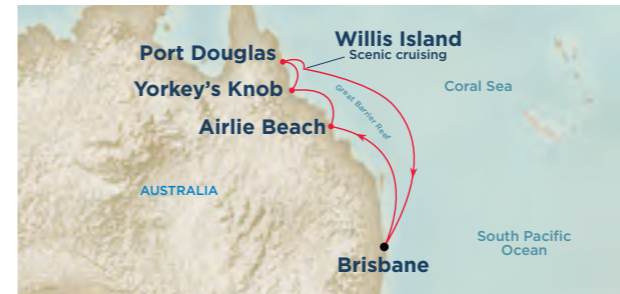 Port Douglas
Willis Island
Scenic cruising
Yorkey's Knob
Great Barrier Reef
Coral Sea
Airlie Beach
AUSTRALIA
South Pacific
Ocean
Brisbane